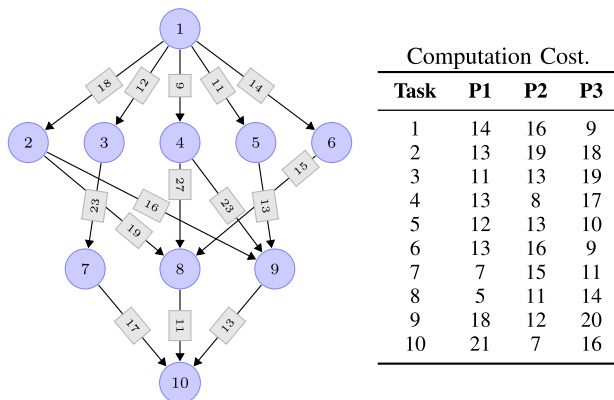 1
18 12 9 11 14
2 3 4 5 6
15
27
23 16 23 13
19
7 8 9
17 11 13
10
Computation Cost.
Task P1 P2 P3
1 14 16 9
2 13 19 18
3 11 13 19
4 13 8 17
5 12 13 10
6 13 16 9
7 7 15 11
8 5 11 14
9 18 12 20
10 21 7 16